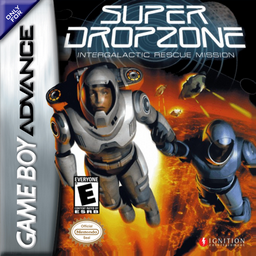 ONLY FOR
GAME BOY ADVANCE
SUPER
DROPZONE
INTERGALACTIC RESCUE MISSION
EVERYONE
E
ESRB
Official
Nintendo
Seal
IGNITION